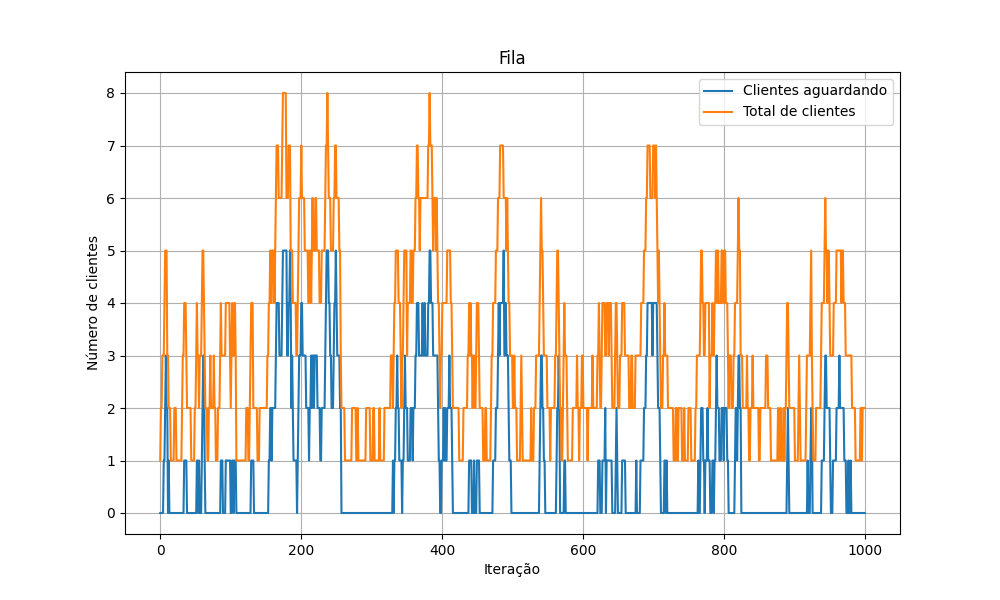 Fila
Clientes aguardando
Total de clientes
Número de clientes
8
7
6
5
4
3
2
1
0
0 200 400 600 800 1000
Iteração